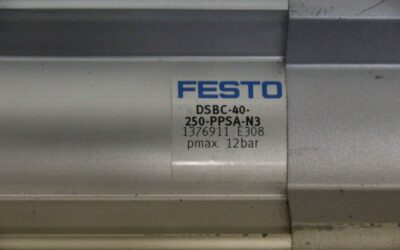 FESTO
DSBC-40-
250-PPSA-N3
1376911 E308
pmax. 12bar